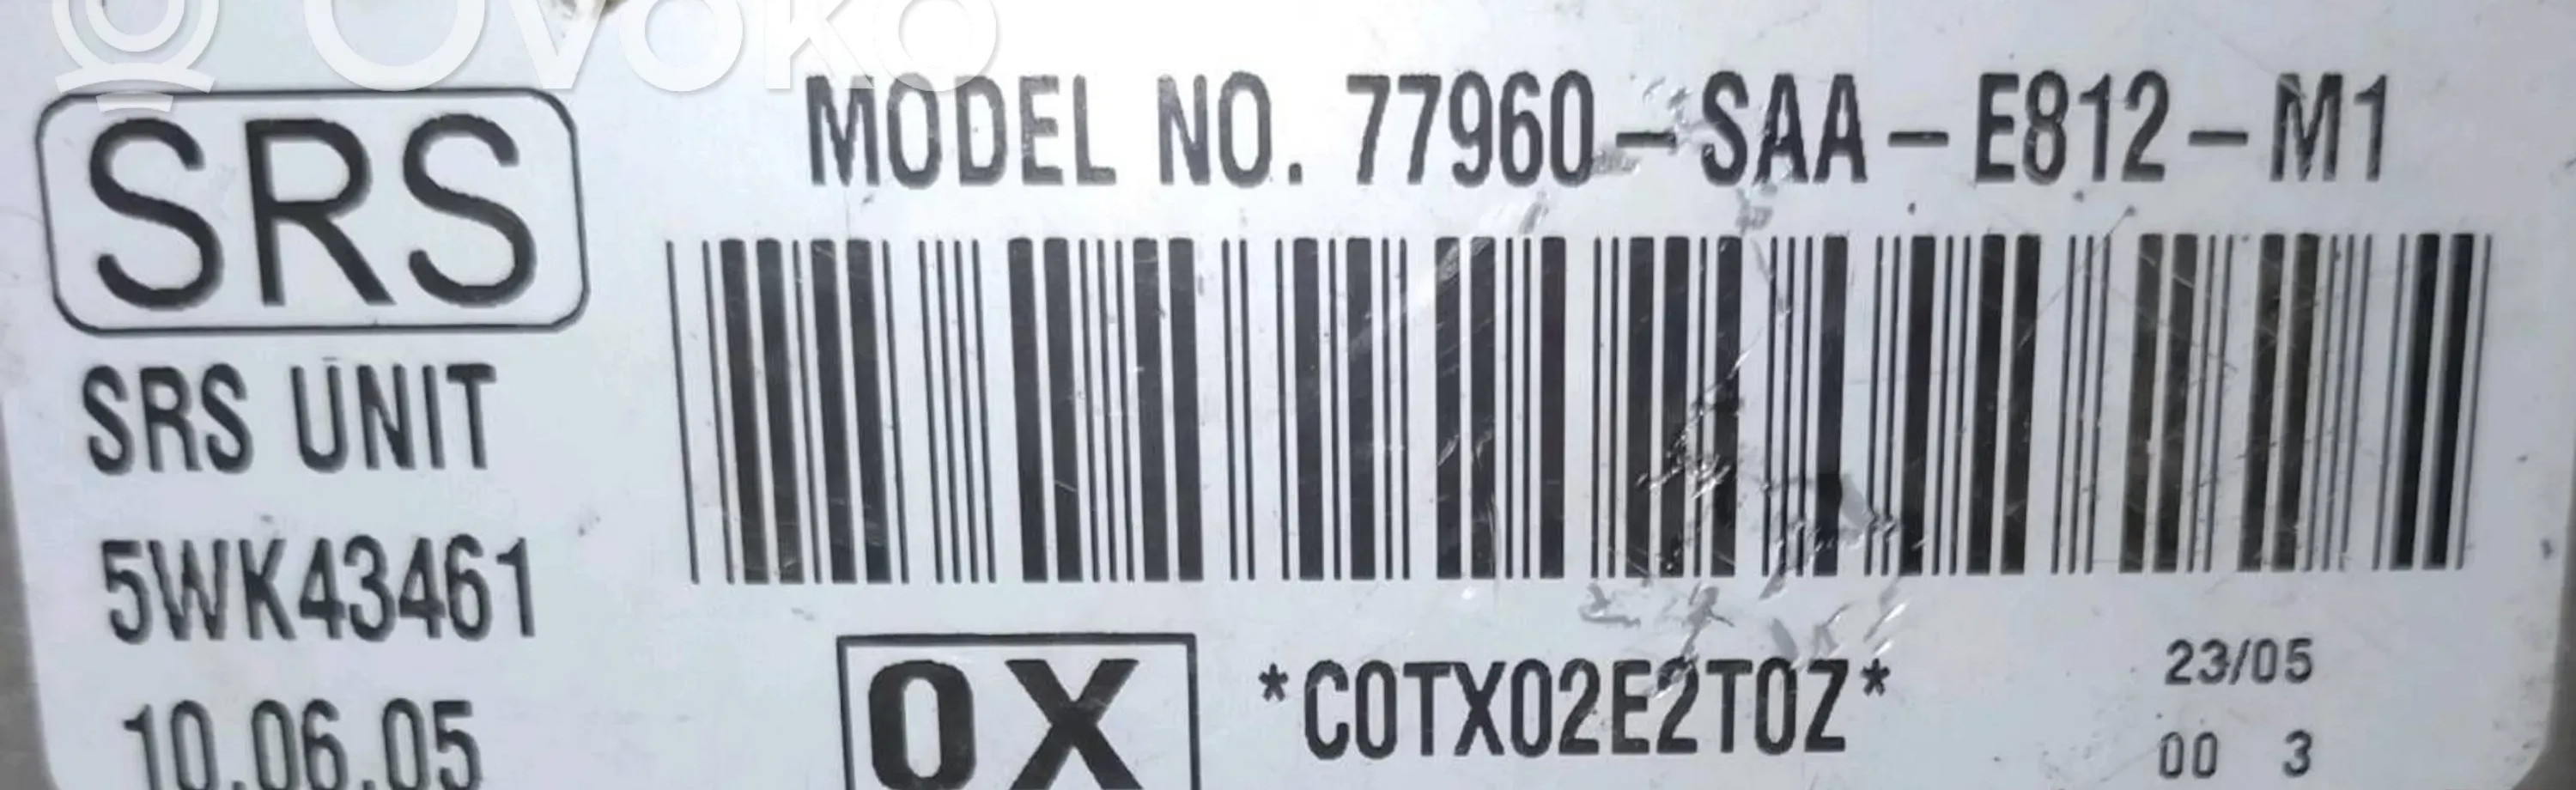 Ovoko
SRS
MODEL NO. 77960-SAA-E812-M1
SRS UNIT
5WK43461
10.06.05
0X
*C0TX02E2T0Z*
23/05
00 3